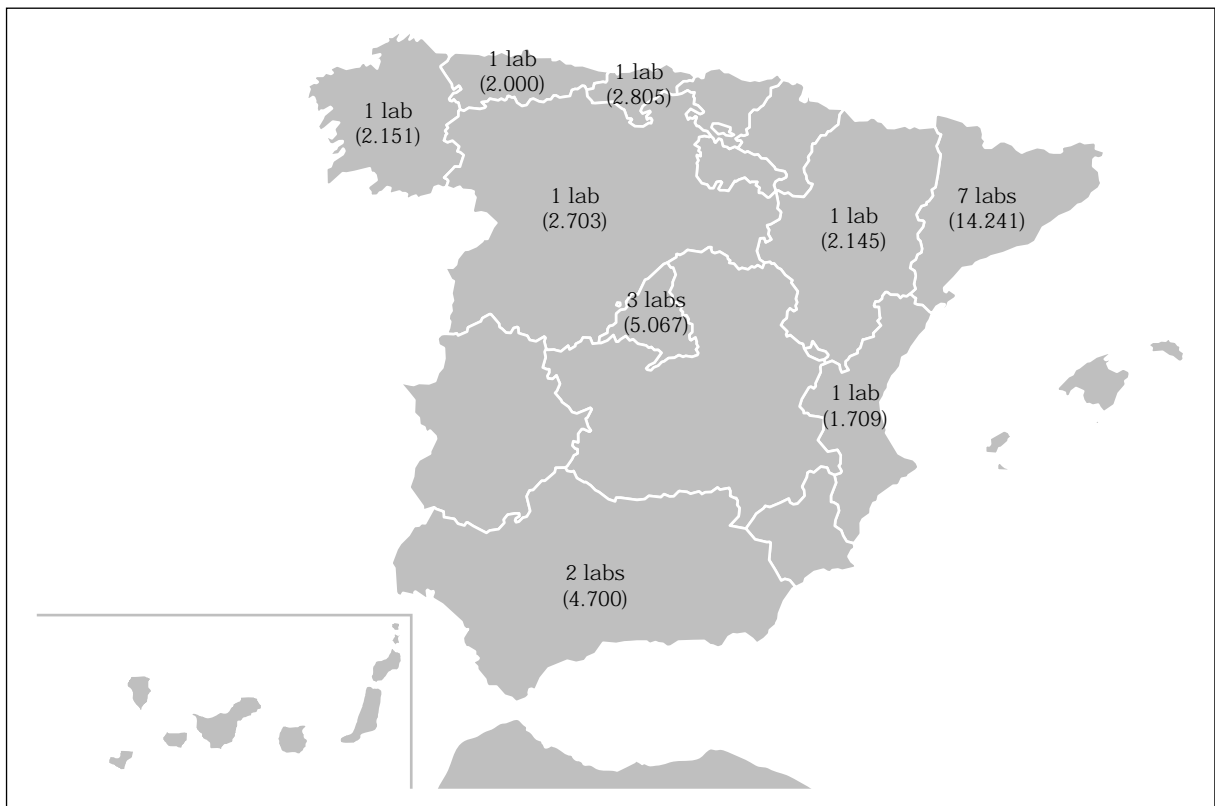 1 lab
(2.000)
1 lab
(2.805)
1 lab
(2.151)
1 lab
(2.703)
1 lab
(2.145)
7 labs
(14.241)
3 labs
(5.067)
1 lab
(1.709)
2 labs
(4.700)